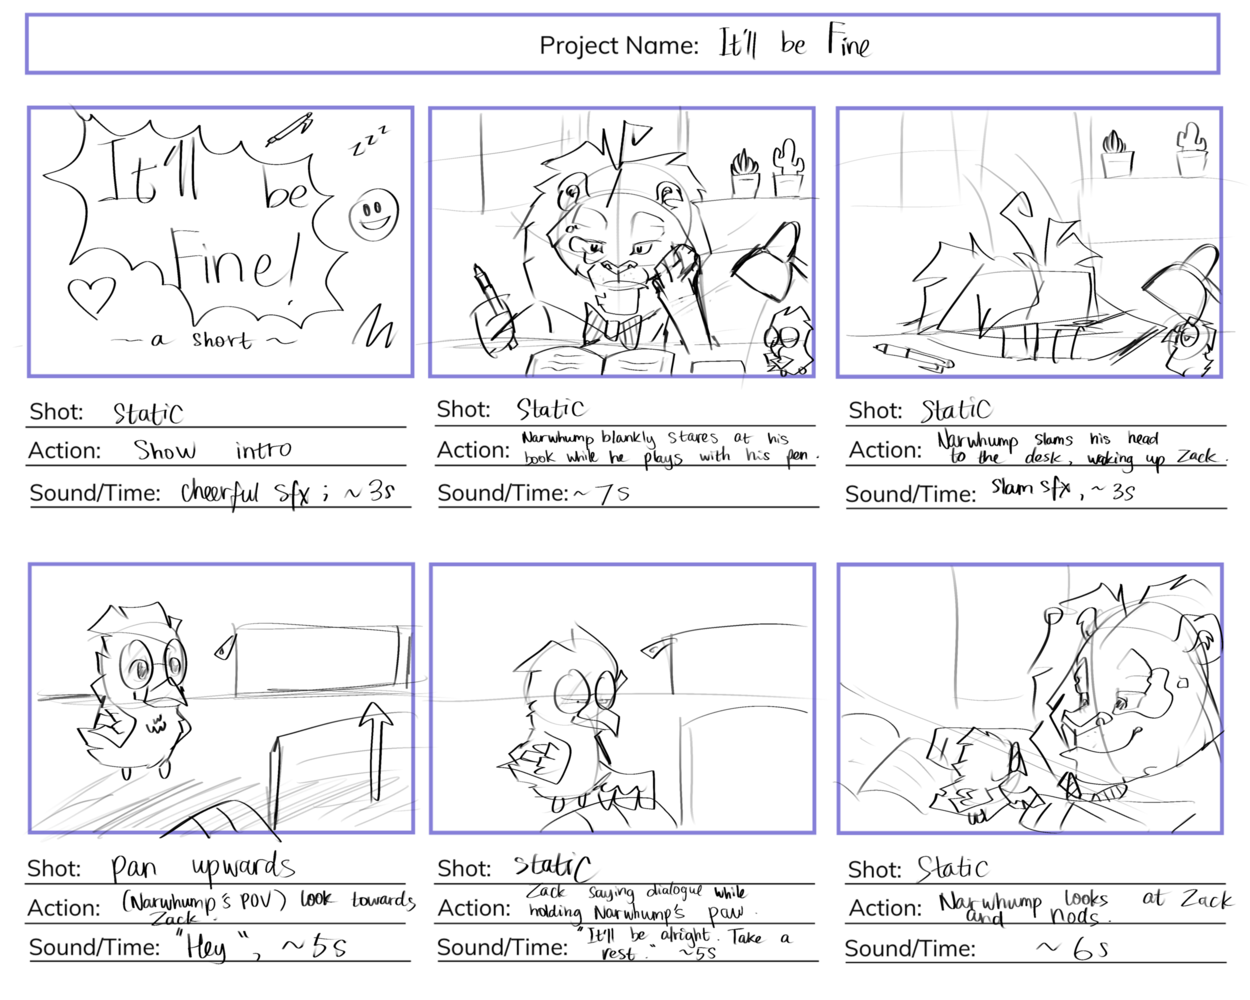 Project Name: It'll be Fine
It'll be
Fine!
zzz
~ a short ~
Shot: Static
Action: Show intro
Sound/Time: cheerful sfx ; ~3s
Shot: Static
Action: Narwhump blankly stares at his
book while he plays with his pen.
Sound/Time: ~7s
Shot: Static
Action: Narwhump slams his head
to the desk, waking up Zack.
Sound/Time: slam sfx, ~3s
Shot: Pan upwards
Action: (Narwhump's POV) look towards
Zack.
Sound/Time: "Hey", ~5s
Shot: Static
Action: Zack saying dialogue while
holding Narwhump's paw.
Sound/Time: "It'll be alright. Take a
rest." ~5s
Shot: Static
Action: Narwhump looks at Zack
and nods.
Sound/Time: ~6s